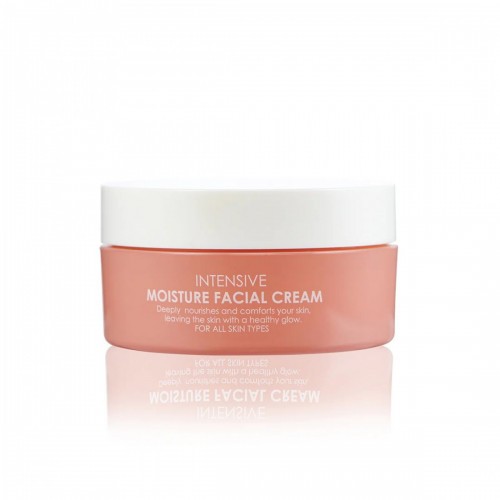 INTENSIVE
MOISTURE FACIAL CREAM
Deeply nourishes and comforts your skin,
leaving the skin with a healthy glow.
FOR ALL SKIN TYPES